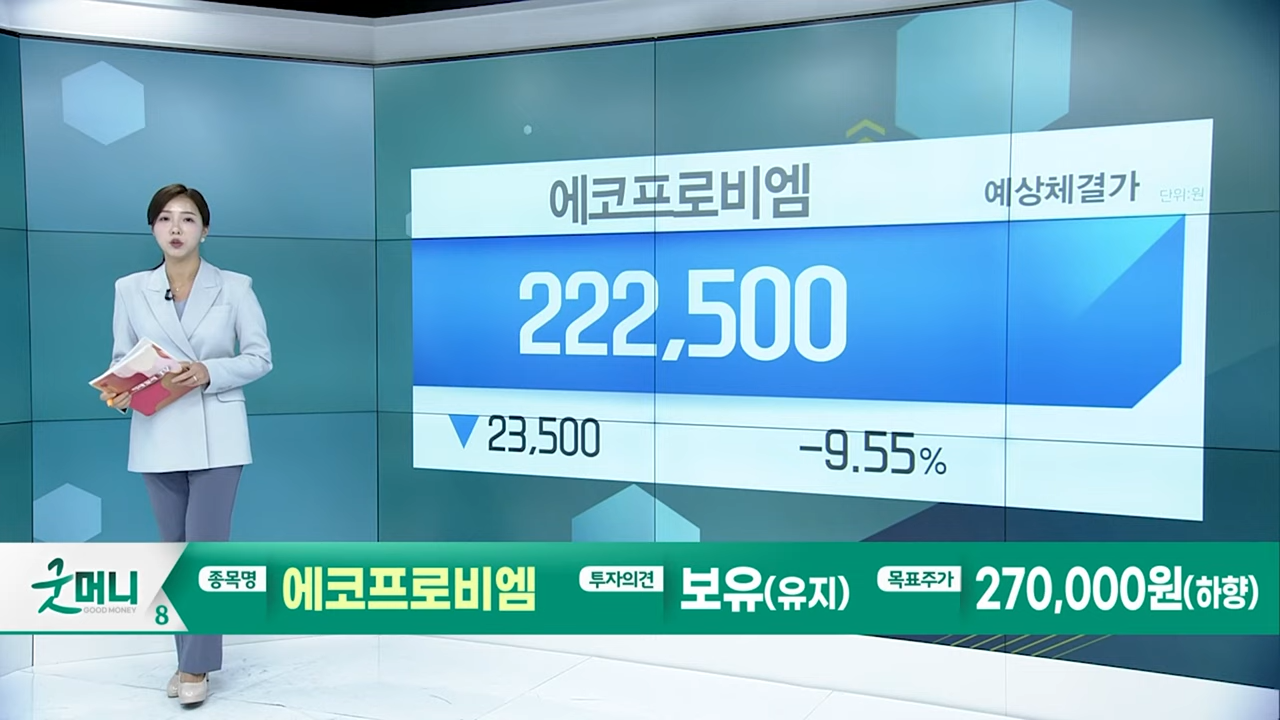 에코프로비엠
예상체결가
단위:원
222,500
▼ 23,500
-9.55%
굿머니
GOOD MONEY
8
종목명
에코프로비엠
투자의견
보유(유지)
목표주가
270,000원(하향)